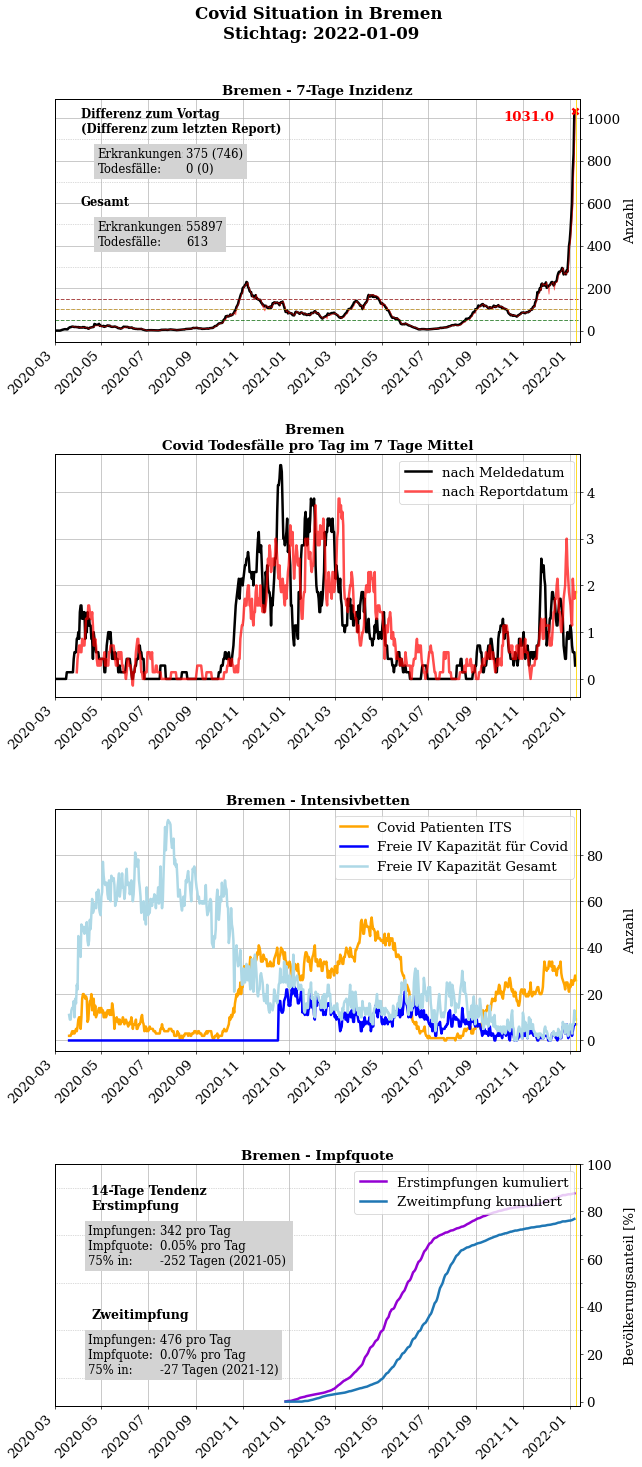 Covid Situation in Bremen
Stichtag: 2022-01-09
Bremen - 7-Tage Inzidenz
Differenz zum Vortag
(Differenz zum letzten Report)
Erkrankungen 375 (746)
Todesfälle: 0 (0)
Gesamt
Erkrankungen 55897
Todesfälle: 613
1031.0
1000
800
600
400
200
0
Anzahl
2020-03 2020-05 2020-07 2020-09 2020-11 2021-01 2021-03 2021-05 2021-07 2021-09 2021-11 2022-01
Bremen
Covid Todesfälle pro Tag im 7 Tage Mittel
nach Meldedatum
nach Reportdatum
4
3
2
1
0
2020-03 2020-05 2020-07 2020-09 2020-11 2021-01 2021-03 2021-05 2021-07 2021-09 2021-11 2022-01
Bremen - Intensivbetten
Covid Patienten ITS
Freie IV Kapazität für Covid
Freie IV Kapazität Gesamt
80
60
40
20
0
Anzahl
2020-03 2020-05 2020-07 2020-09 2020-11 2021-01 2021-03 2021-05 2021-07 2021-09 2021-11 2022-01
Bremen - Impfquote
14-Tage Tendenz
Erstimpfung
Impfungen: 342 pro Tag
Impfquote: 0.05% pro Tag
75% in: -252 Tagen (2021-05)
Zweitimpfung
Impfungen: 476 pro Tag
Impfquote: 0.07% pro Tag
75% in: -27 Tagen (2021-12)
Erstimpfungen kumuliert
Zweitimpfung kumuliert
100
80
60
40
20
0
Bevölkerungsanteil [%]
2020-03 2020-05 2020-07 2020-09 2020-11 2021-01 2021-03 2021-05 2021-07 2021-09 2021-11 2022-01